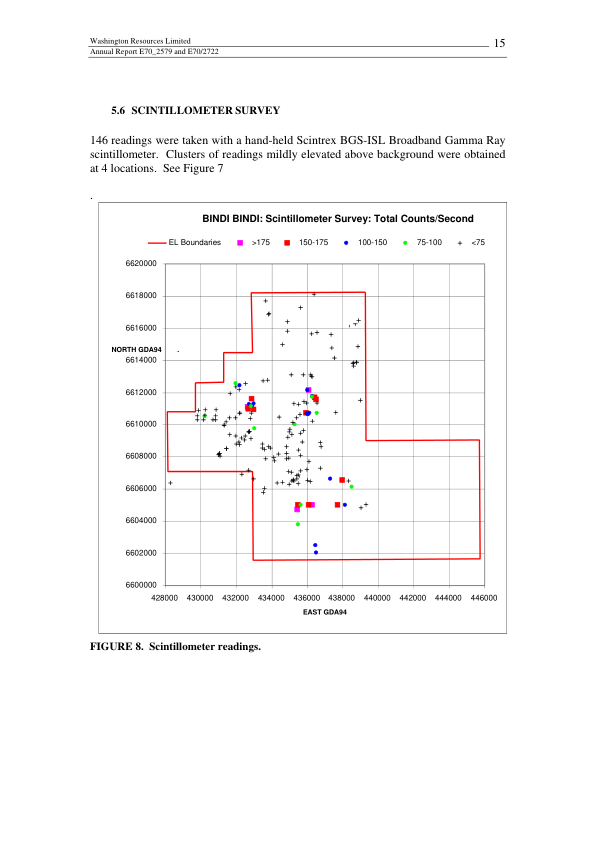 Washington Resources Limited
15
Annual Report E70_2579 and E70/2722
5.6 SCINTILLOMETER SURVEY
146 readings were taken with a hand-held Scintrex BGS-ISL Broadband Gamma Ray
scintillometer. Clusters of readings mildly elevated above background were obtained
at 4 locations. See Figure 7
.
BINDI BINDI: Scintillometer Survey: Total Counts/Second
EL Boundaries >175 150-175 100-150 75-100 <75
6620000
6618000
6616000
NORTH GDA94
6614000
6612000
6610000
6608000
6606000
6604000
6602000
6600000
428000 430000 432000 434000 436000 438000 440000 442000 444000 446000
EAST GDA94
FIGURE 8. Scintillometer readings.